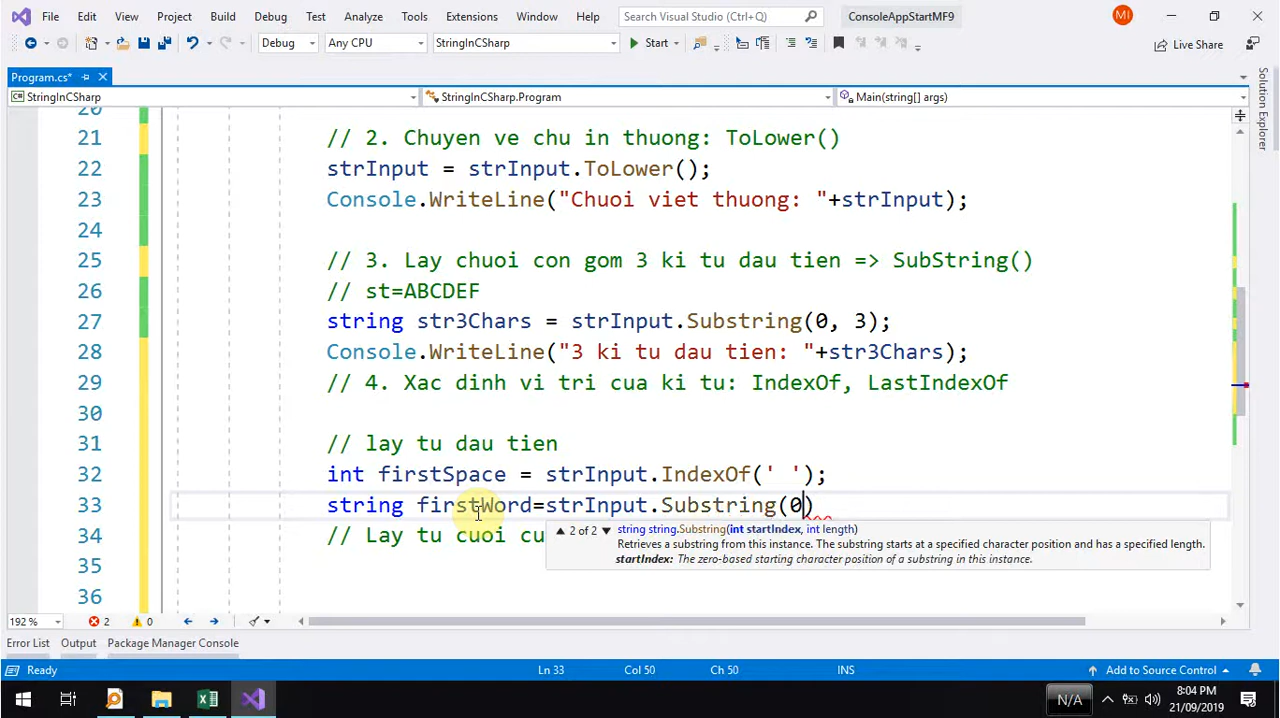 File Edit View Project Build Debug Test Analyze Tools Extensions Window Help Search Visual Studio (Ctrl+Q) ConsoleAppStartMF9 MI
Debug Any CPU StringInCSharp Start Live Share
Program.cs*
StringInCSharp StringInCSharp.Program Main(string[] args)
20
21 // 2. Chuyen ve chu in thuong: ToLower()
22 strInput = strInput.ToLower();
23 Console.WriteLine("Chuoi viet thuong: "+strInput);
24
25 // 3. Lay chuoi con gom 3 ki tu dau tien => SubString()
26 // st=ABCDEF
27 string str3Chars = strInput.Substring(0, 3);
28 Console.WriteLine("3 ki tu dau tien: "+str3Chars);
29 // 4. Xac dinh vi tri cua ki tu: IndexOf, LastIndexOf
30
31 // lay tu dau tien
32 int firstSpace = strInput.IndexOf(' ');
33 string firstWord=strInput.Substring(0)
34 // Lay tu cuoi cu
▲ 2 of 2 ▼ string string.Substring(int startIndex, int length)
Retrieves a substring from this instance. The substring starts at a specified character position and has a specified length.
startIndex: The zero-based starting character position of a substring in this instance.
35
36
192 % 2 0
Error List Output Package Manager Console
Ready Ln 33 Col 50 Ch 50 INS Add to Source Control
N/A 8:04 PM
21/09/2019
Solution Explorer